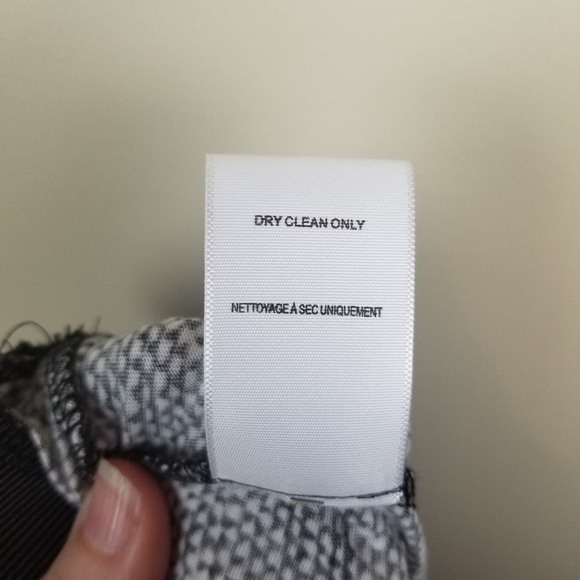 DRY CLEAN ONLY
NETTOYAGE À SEC UNIQUEMENT